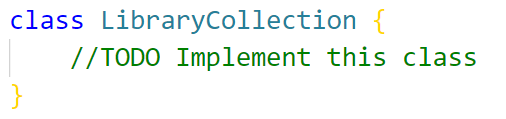 class LibraryCollection {
    //TODO Implement this class
}